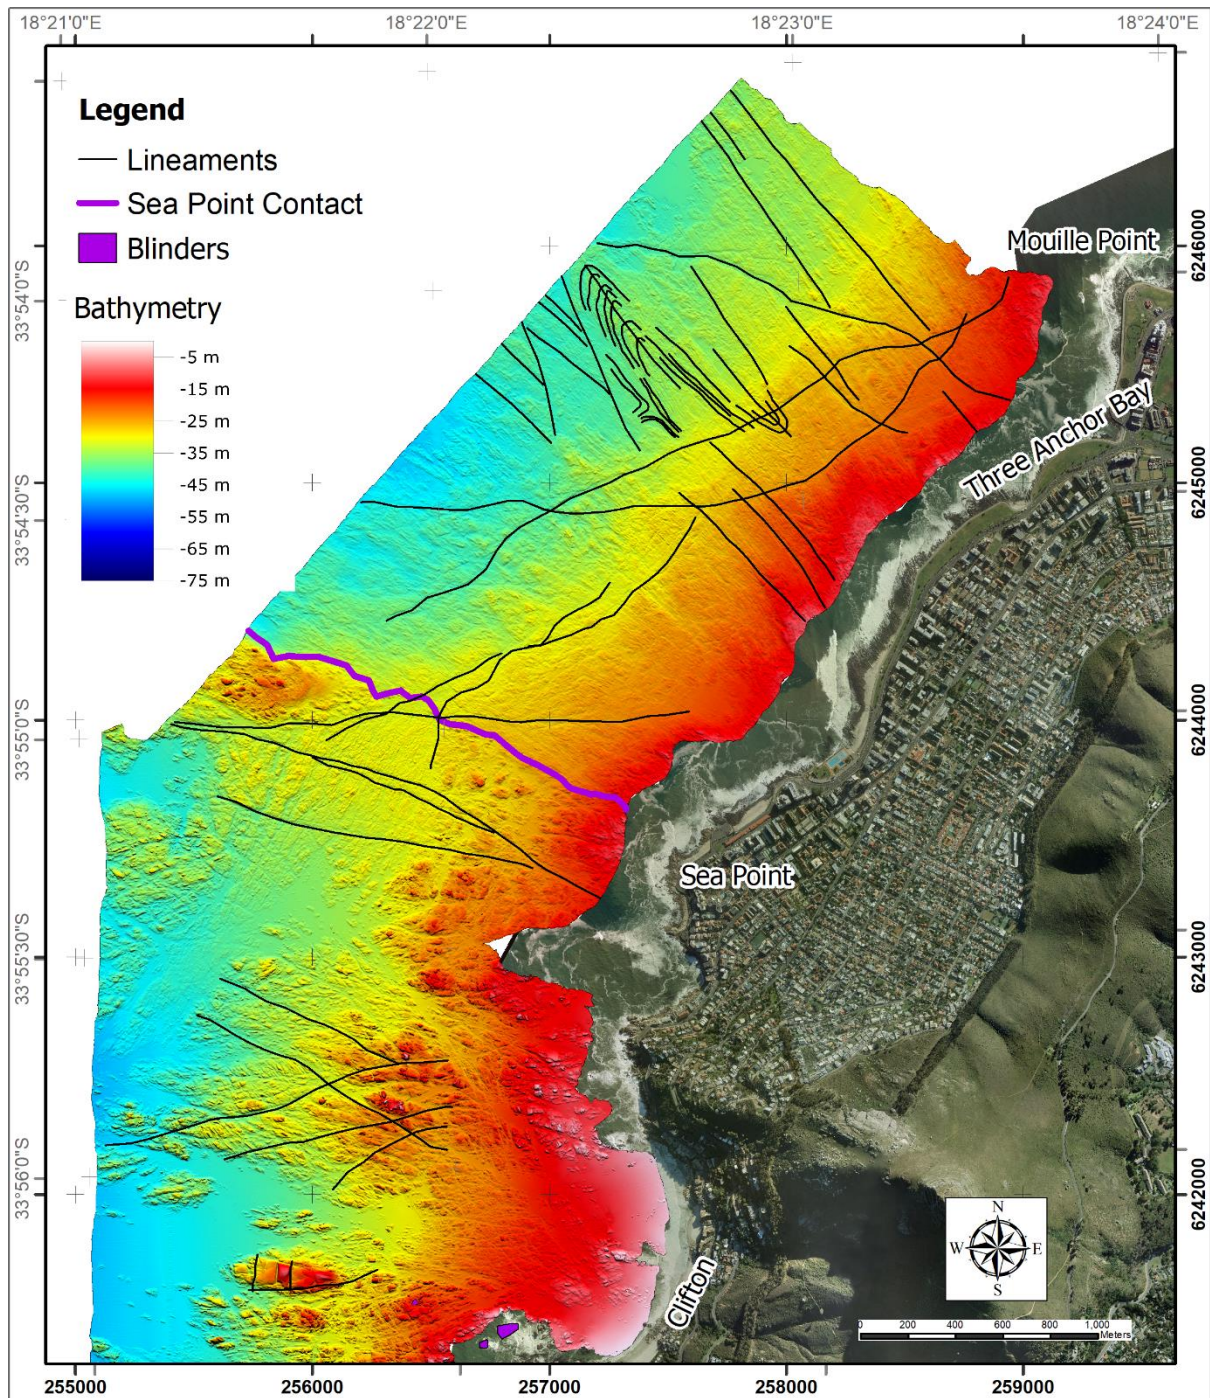 18°21'0"E 18°22'0"E 18°23'0"E 18°24'0"E
Legend
Lineaments
Sea Point Contact
Blinders
Bathymetry
-5 m
-15 m
-25 m
-35 m
-45 m
-55 m
-65 m
-75 m
Mouille Point
Three Anchor Bay
Sea Point
Clifton
33°54'0"S
33°54'30"S
33°55'0"S
33°55'30"S
33°56'0"S
6246000
6245000
6244000
6243000
6242000
N
W E
S
0 200 400 600 800 1,000
Meters
255000 256000 257000 258000 259000